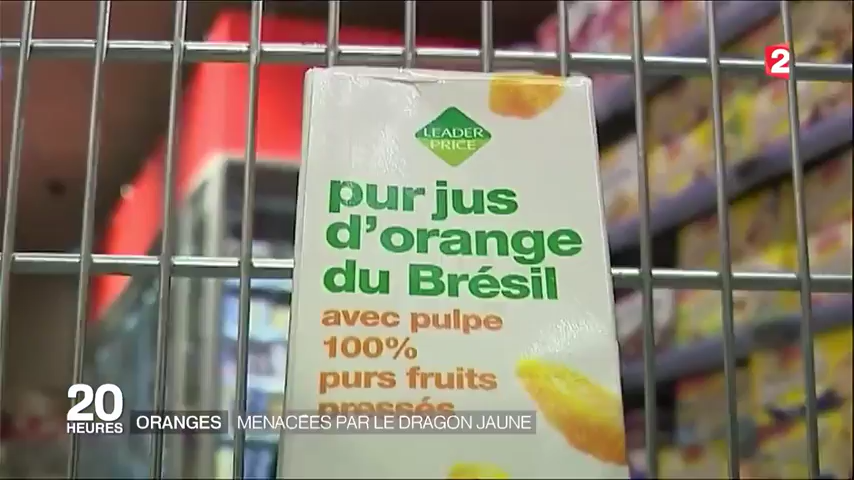 2
LEADER
PRICE
pur jus
d'orange
du Brésil
avec pulpe
100%
purs fruits
pressés
20
HEURES
ORANGES MENACÉES PAR LE DRAGON JAUNE